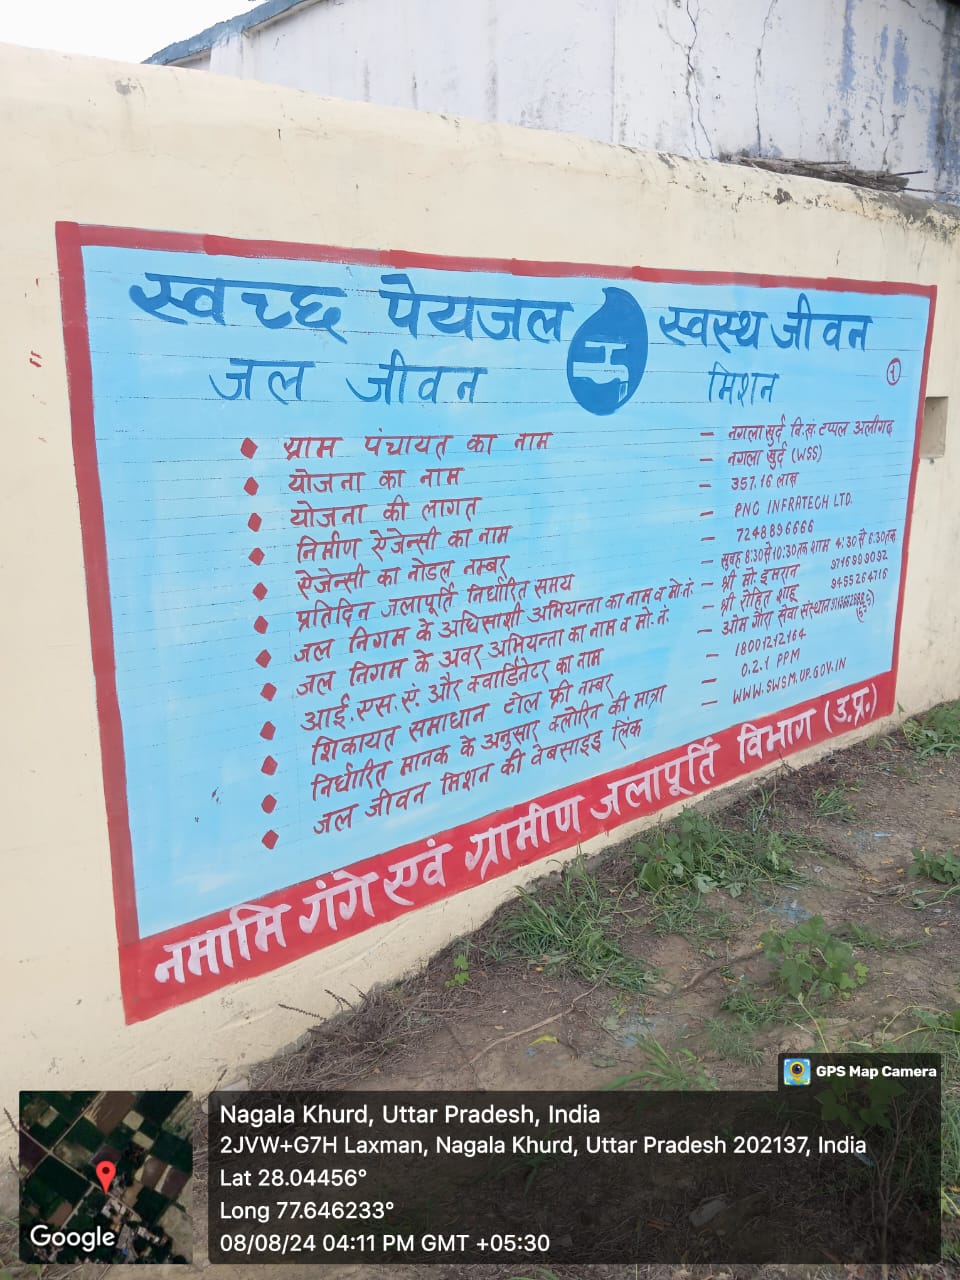 स्वच्छ पेयजल स्वस्थ जीवन
जल जीवन मिशन
१
ग्राम पंचायत का नाम – नगला खुर्द वि.खं. टप्पल अलीगढ़
योजना का नाम – नगला खुर्द (WSS)
योजना की लागत – 357.16 लाख
निर्माण ऐजेन्सी का नाम – PNC INFRATECH LTD.
ऐजेन्सी का नोडल नम्बर – 7248896666
प्रतिदिन जलापूर्ति निर्धारित समय – सुबह 8:30 से 10:30 तक शाम 4:30 से 6:30 तक
जल निगम के अधिसाशी अभियन्ता का नाम व मो.नं. – श्री मो. इमरान
जल निगम के अवर अभियन्ता का नाम व मो.नं. – श्री रोहित शाहू 9455264716
आई.एस.ए. और क्वार्डिनेटर का नाम – ओम गौरा सेवा संस्थान
शिकायत समाधान टोल फ्री नम्बर – 18001212164
निर्धारित मानक के अनुसार क्लोरिन की मात्रा – 0.2.1 PPM
जल जीवन मिशन की वेबसाइड लिंक – WWW.SWSM.UP.GOV.IN
नमामि गंगे एवं ग्रामीण जलापूर्ति विभाग (उ.प्र.)
GPS Map Camera
Nagala Khurd, Uttar Pradesh, India
2JVW+G7H Laxman, Nagala Khurd, Uttar Pradesh 202137, India
Lat 28.04456°
Long 77.646233°
08/08/24 04:11 PM GMT +05:30
Google